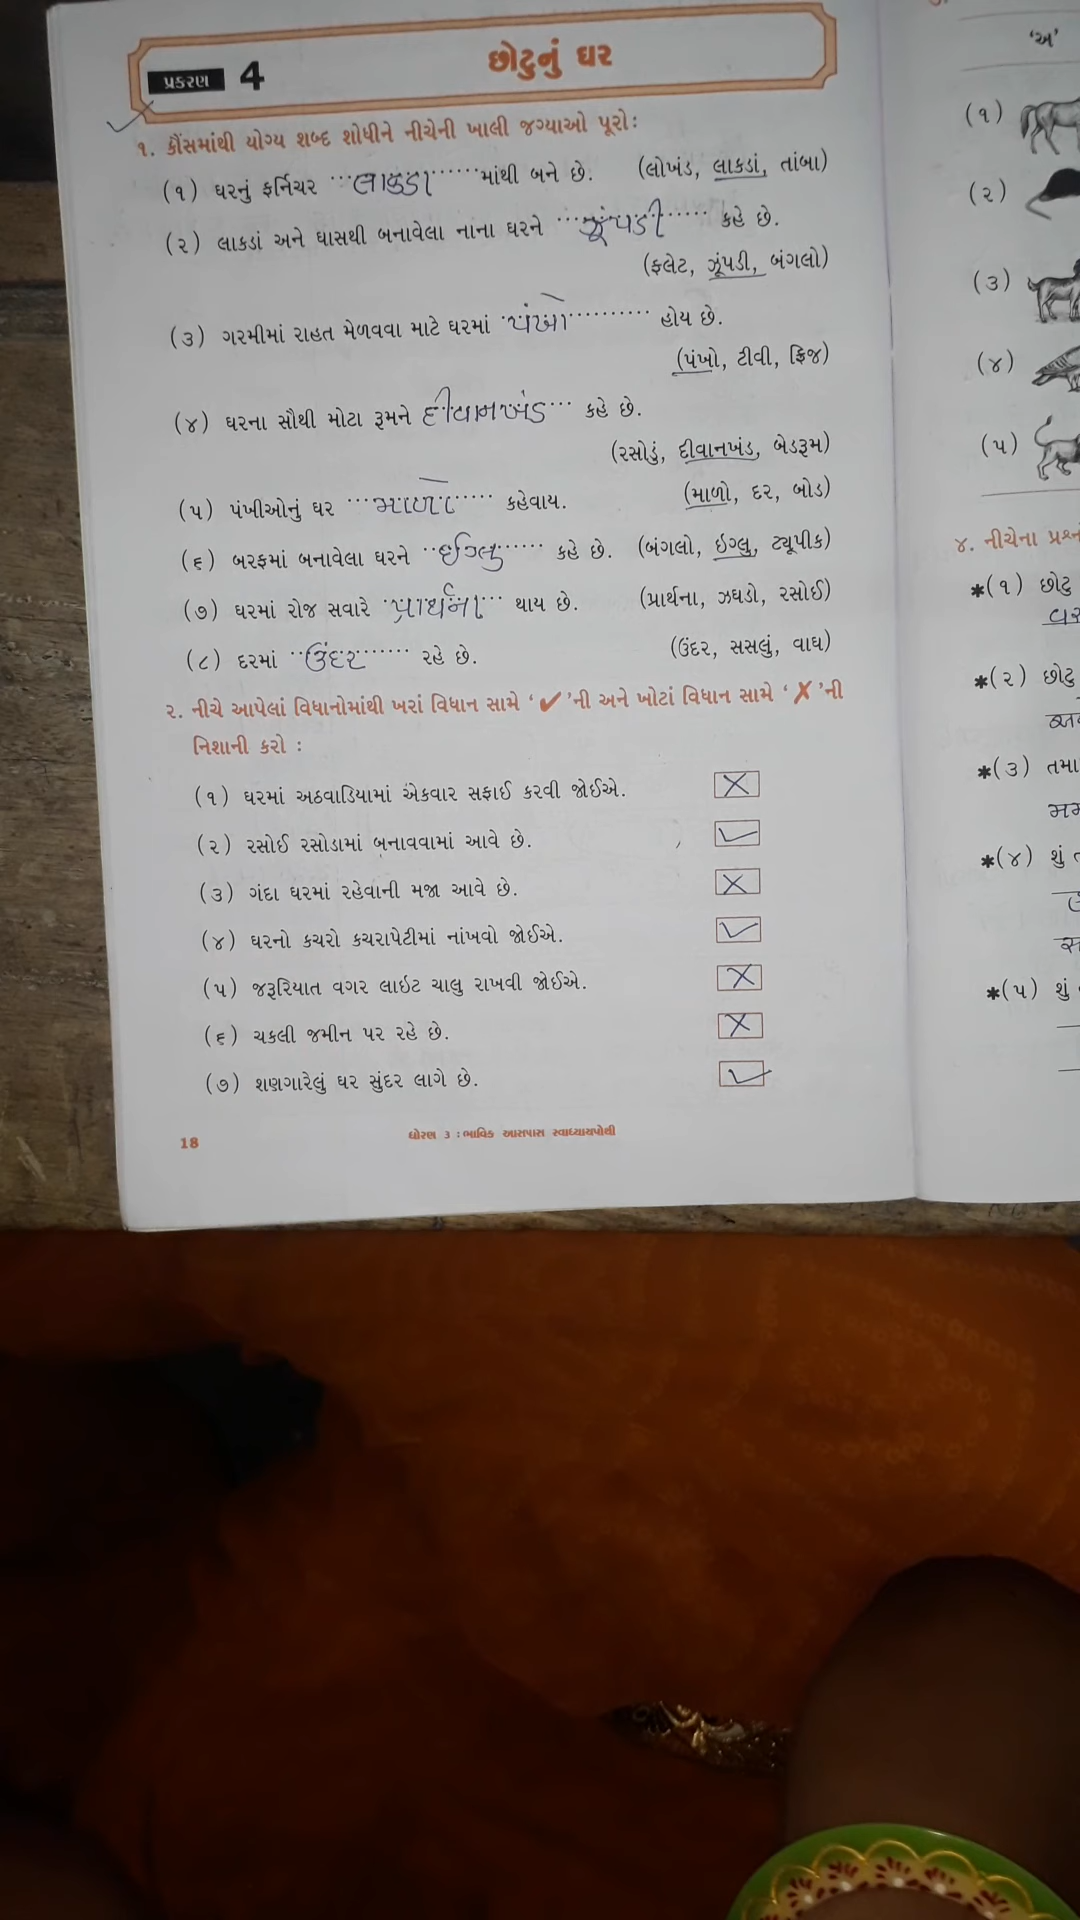 પ્રકરણ 4 છોટુનું ઘર
૧. કૌંસમાંથી યોગ્ય શબ્દ શોધીને નીચેની ખાલી જગ્યાઓ પૂરો:
(૧) ઘરનું ફર્નિચર ...લાકડા......માંથી બને છે. (લોખંડ, લાકડાં, તાંબા)
(૨) લાકડાં અને ઘાસથી બનાવેલા નાના ઘરને ...ઝૂંપડી...... કહે છે.
(ફ્લેટ, ઝૂંપડી, બંગલો)
(૩) ગરમીમાં રાહત મેળવવા માટે ઘરમાં .પંખો.......... હોય છે.
(પંખો, ટીવી, ફ્રિજ)
(૪) ઘરના સૌથી મોટા રૂમને દીવાનખંડ... કહે છે.
(રસોડું, દીવાનખંડ, બેડરૂમ)
(૫) પંખીઓનું ઘર ...માળો..... કહેવાય. (માળો, દર, બોડ)
(૬) બરફમાં બનાવેલા ઘરને ..ઈગ્લુ...... કહે છે. (બંગલો, ઇગ્લુ, ટ્યૂપીક)
(૭) ઘરમાં રોજ સવારે .પ્રાર્થના... થાય છે. (પ્રાર્થના, ઝઘડો, રસોઈ)
(૮) દરમાં ..ઉંદર....... રહે છે. (ઉંદર, સસલું, વાઘ)
૨. નીચે આપેલાં વિધાનોમાંથી ખરાં વિધાન સામે ‘✔’ની અને ખોટાં વિધાન સામે ‘✘’ની
નિશાની કરો :
(૧) ઘરમાં અઠવાડિયામાં એકવાર સફાઈ કરવી જોઈએ. ✗
(૨) રસોઈ રસોડામાં બનાવવામાં આવે છે. ✓
(૩) ગંદા ઘરમાં રહેવાની મજા આવે છે. ✗
(૪) ઘરનો કચરો કચરાપેટીમાં નાંખવો જોઈએ. ✓
(૫) જરૂરિયાત વગર લાઇટ ચાલુ રાખવી જોઈએ. ✗
(૬) ચકલી જમીન પર રહે છે. ✗
(૭) શણગારેલું ઘર સુંદર લાગે છે. ✓
18 ધોરણ ૩ : ભાવિક આસપાસ સ્વાધ્યાયપોથી
‘અ’
(૧)
(૨)
(૩)
(૪)
(૫)
૪. નીચેના
*(૧) છોટુ
*(૨) છોટુ
*(૩)
*(૪) શું
*(૫) શું